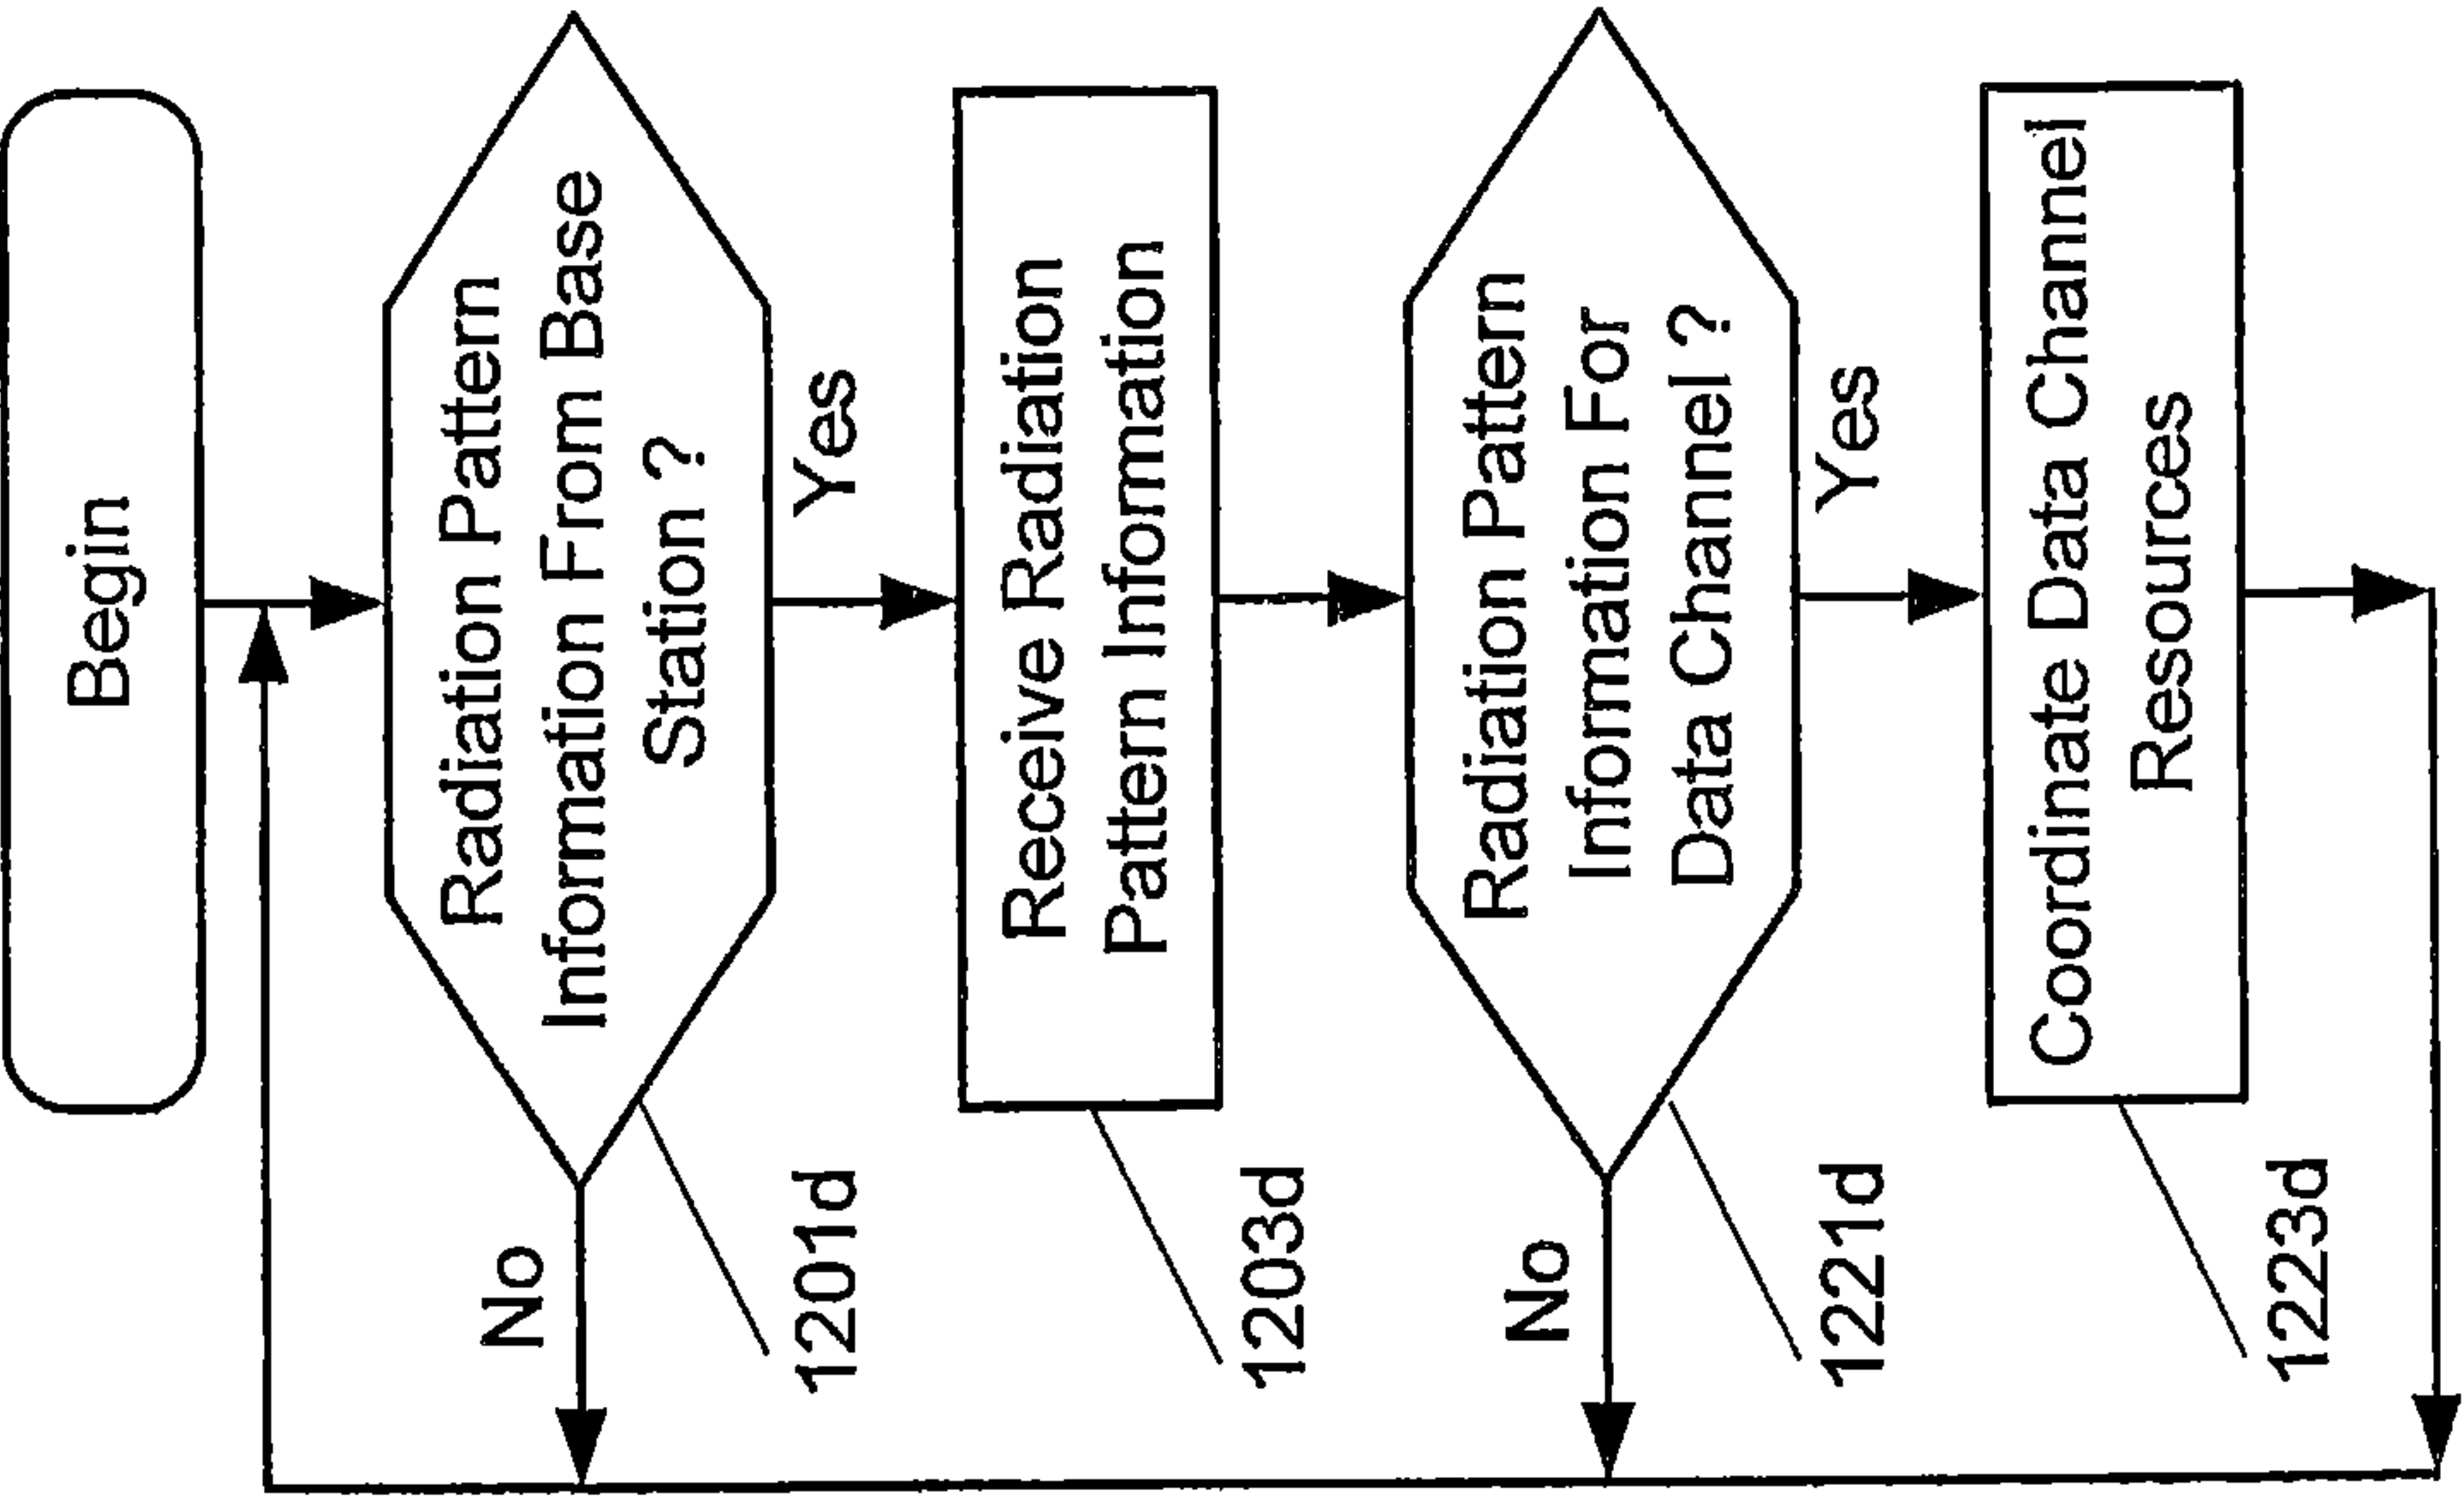 Begin
Radiation Pattern
Information From Base
Station ?
No
Yes
1201d
Receive Radiation
Pattern Information
1203d
Radiation Pattern
Information For
Data Channel ?
No
Yes
1221d
Coordinate Data Channel
Resources
1223d